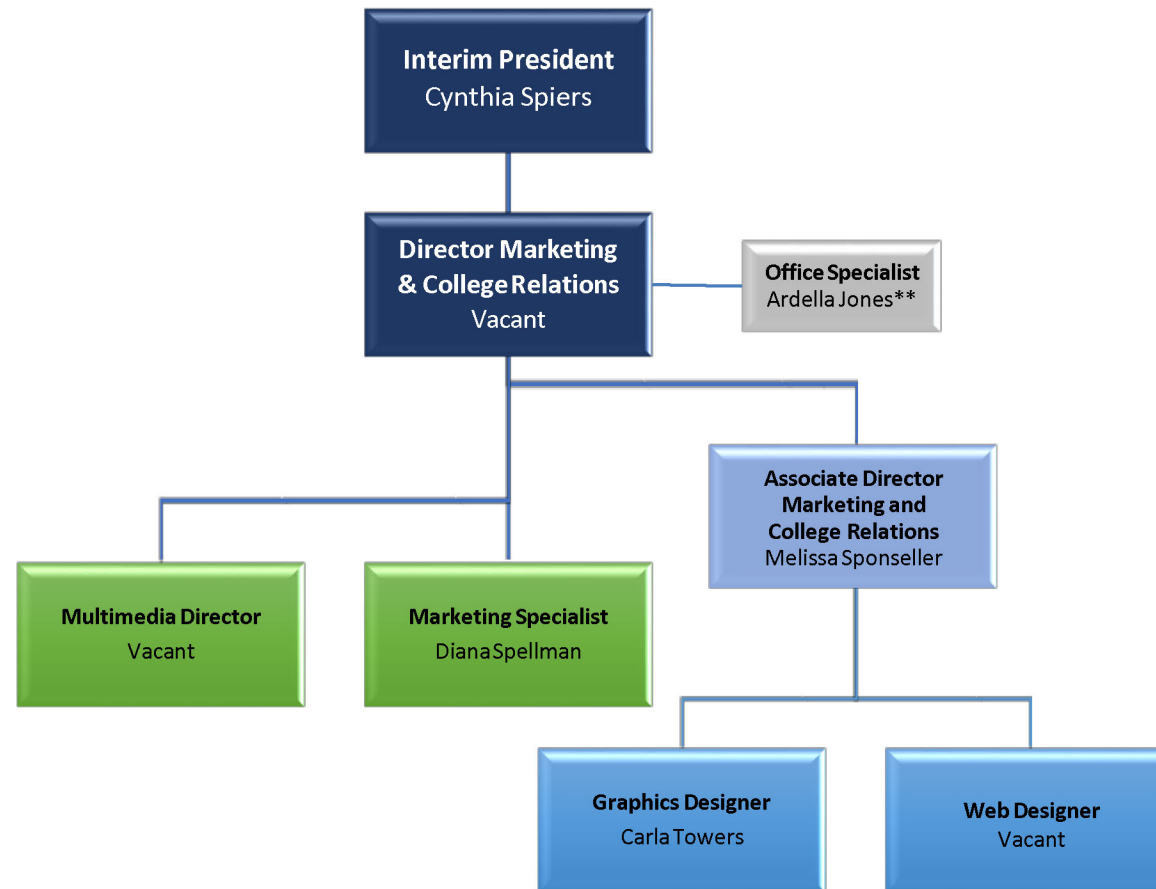 Interim President
Cynthia Spiers
Director Marketing
& College Relations
Vacant
Office Specialist
Ardella Jones**
Associate Director
Marketing and
College Relations
Melissa Sponseller
Multimedia Director
Vacant
Marketing Specialist
Diana Spellman
Graphics Designer
Carla Towers
Web Designer
Vacant